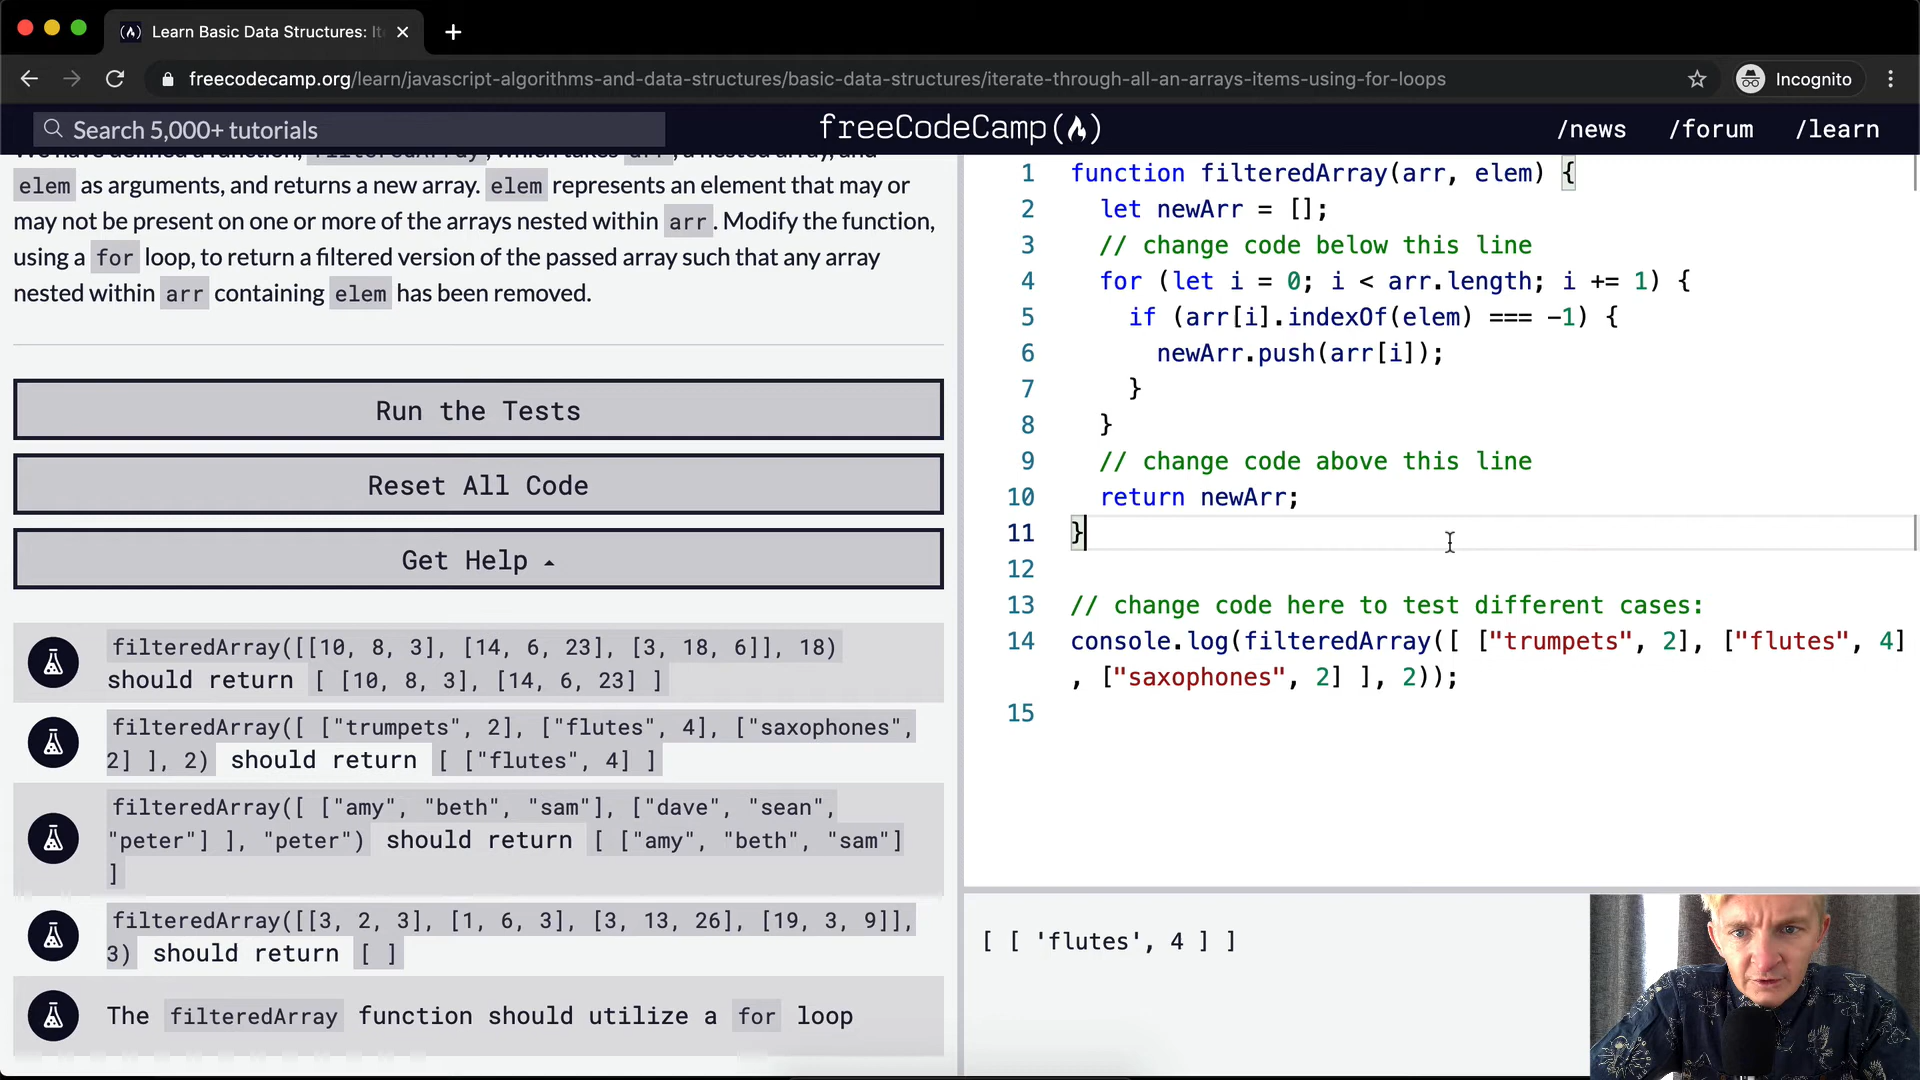 Learn Basic Data Structures: It
freecodecamp.org/learn/javascript-algorithms-and-data-structures/basic-data-structures/iterate-through-all-an-arrays-items-using-for-loops
Incognito
Search 5,000+ tutorials
freeCodeCamp
/news
/forum
/learn
We have defined a function, filteredArray, which takes arr, a nested array, and
elem as arguments, and returns a new array. elem represents an element that may or
may not be present on one or more of the arrays nested within arr. Modify the function,
using a for loop, to return a filtered version of the passed array such that any array
nested within arr containing elem has been removed.
Run the Tests
Reset All Code
Get Help
filteredArray([[10, 8, 3], [14, 6, 23], [3, 18, 6]], 18)
should return [ [10, 8, 3], [14, 6, 23] ]
filteredArray([ ["trumpets", 2], ["flutes", 4], ["saxophones",
2] ], 2) should return [ ["flutes", 4] ]
filteredArray([ ["amy", "beth", "sam"], ["dave", "sean",
"peter"] ], "peter") should return [ ["amy", "beth", "sam"]
]
filteredArray([[3, 2, 3], [1, 6, 3], [3, 13, 26], [19, 3, 9]],
3) should return [ ]
The filteredArray function should utilize a for loop
1 function filteredArray(arr, elem) {
2 let newArr = [];
3 // change code below this line
4 for (let i = 0; i < arr.length; i += 1) {
5 if (arr[i].indexOf(elem) === -1) {
6 newArr.push(arr[i]);
7 }
8 }
9 // change code above this line
10 return newArr;
11 }
12
13 // change code here to test different cases:
14 console.log(filteredArray([ ["trumpets", 2], ["flutes", 4]
, ["saxophones", 2] ], 2));
15
[ [ 'flutes', 4 ] ]